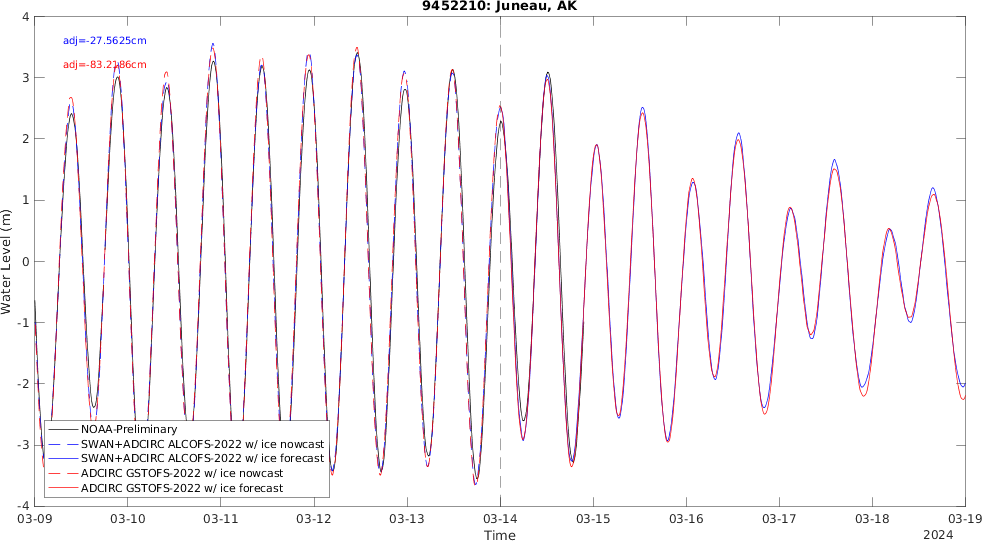 9452210: Juneau, AK
adj=-27.5625cm
adj=-83.2186cm
Water Level (m)
4
3
2
1
0
-1
-2
-3
-4
NOAA-Preliminary
SWAN+ADCIRC ALCOFS-2022 w/ ice nowcast
SWAN+ADCIRC ALCOFS-2022 w/ ice forecast
ADCIRC GSTOFS-2022 w/ ice nowcast
ADCIRC GSTOFS-2022 w/ ice forecast
03-09 03-10 03-11 03-12 03-13 03-14 03-15 03-16 03-17 03-18 03-19
Time
2024